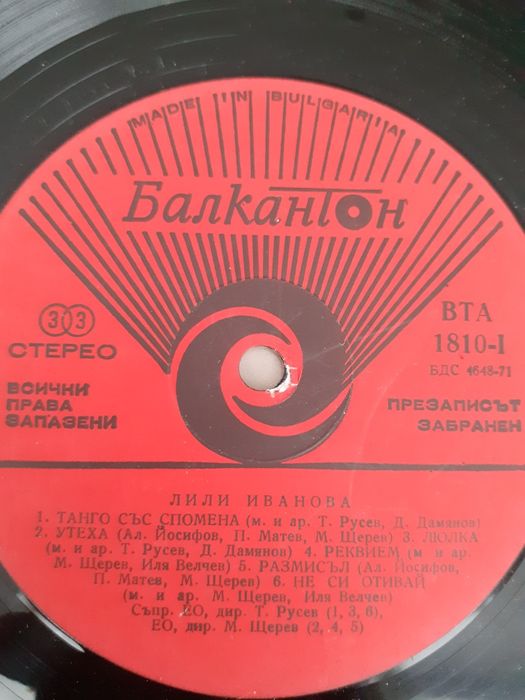 MADE IN BULGARIA
Балкантон
33
СТЕРЕО
ВТА
1810-I
БДС 4648-71
ВСИЧКИ
ПРАВА
ЗАПАЗЕНИ
ПРЕЗАПИСЪТ
ЗАБРАНЕН
ЛИЛИ ИВАНОВА
1. ТАНГО СЪС СПОМЕНА (м. и ар. Т. Русев, Д. Дамянов)
2. УТЕХА (Ал. Йосифов, П. Матев, М. Щерев) 3. ЛЮЛКА
(м. и ар. Т. Русев, Д. Дамянов) 4. РЕКВИЕМ (м. и ар.
М. Щерев, Иля Велчев) 5. РАЗМИСЪЛ (Ал. Йосифов,
П. Матев, М. Щерев) 6. НЕ СИ ОТИВАЙ
(м. и ар. М. Щерев, Иля Велчев)
Съпр. ЕО, дир. Т. Русев (1, 3, 6),
ЕО, дир. М. Щерев (2, 4, 5)